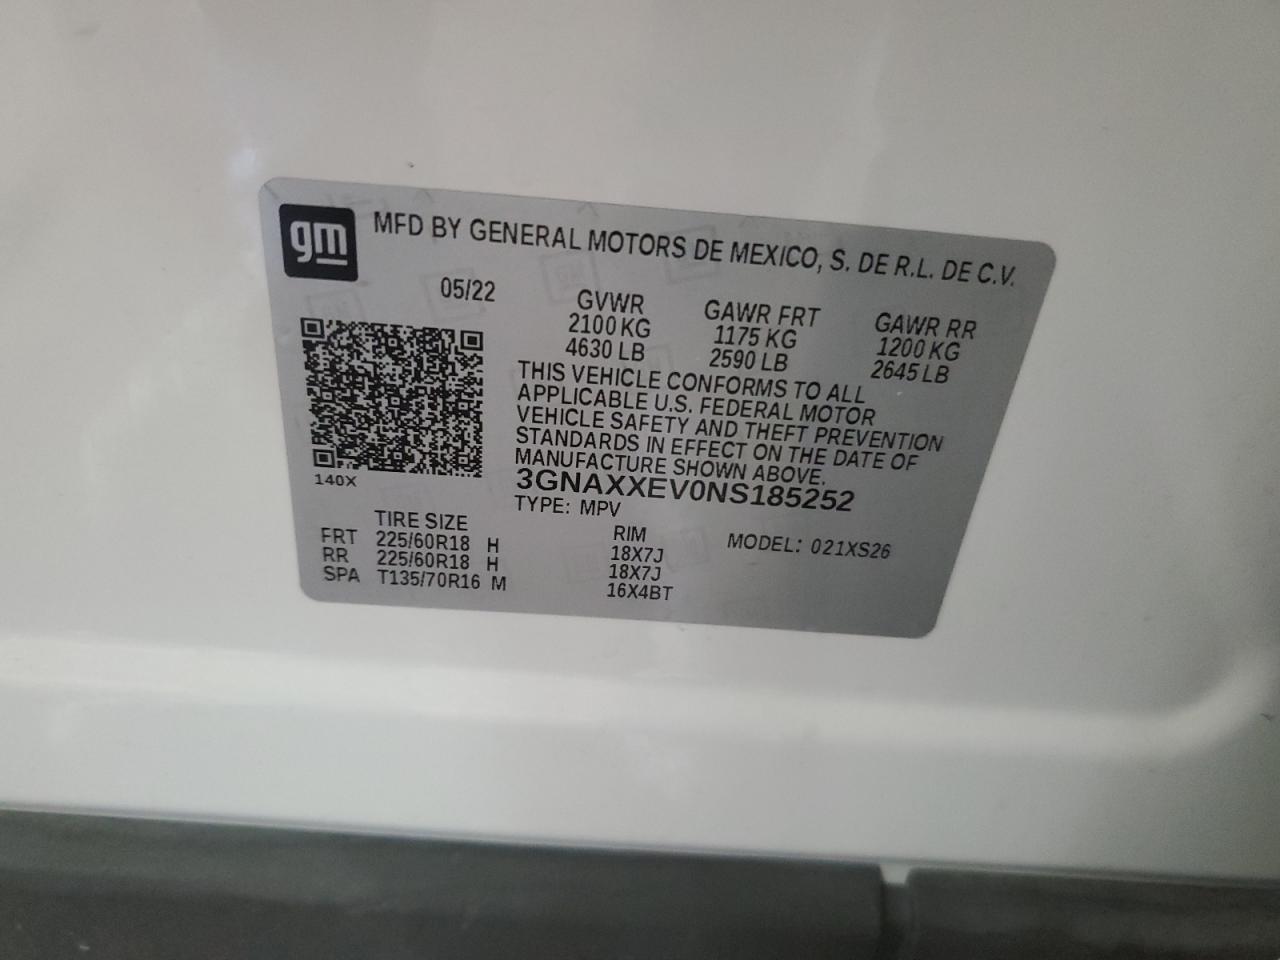 gm
MFD BY GENERAL MOTORS DE MEXICO, S. DE R.L. DE C.V.
05/22
GVWR GAWR FRT GAWR RR
2100 KG 1175 KG 1200 KG
4630 LB 2590 LB 2645 LB
THIS VEHICLE CONFORMS TO ALL
APPLICABLE U.S. FEDERAL MOTOR
VEHICLE SAFETY AND THEFT PREVENTION
STANDARDS IN EFFECT ON THE DATE OF
MANUFACTURE SHOWN ABOVE.
140X
3GNAXXEV0NS185252
TYPE: MPV
TIRE SIZE RIM MODEL: 021XS26
FRT 225/60R18 H 18X7J
RR 225/60R18 H 18X7J
SPA T135/70R16 M 16X4BT